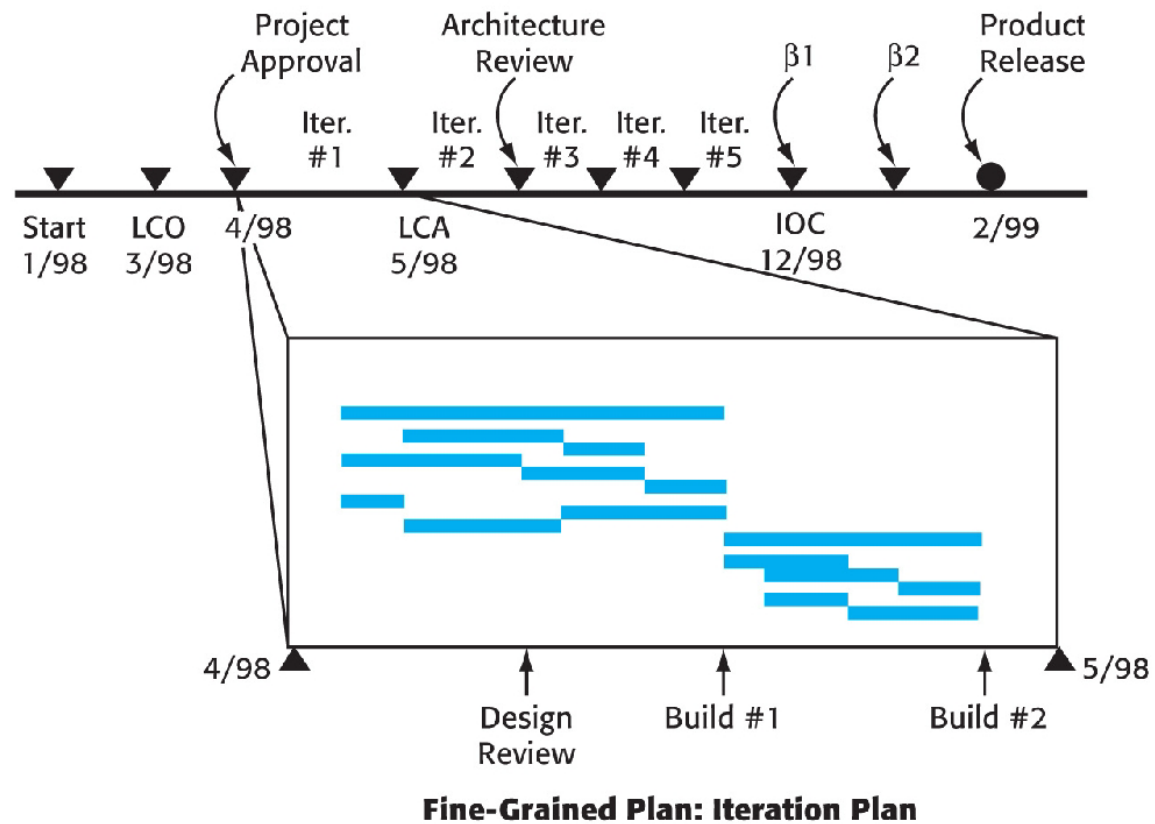 Project
Approval
Architecture
Review
β1
β2
Product
Release
Iter.
#1
Iter.
#2
Iter.
#3
Iter.
#4
Iter.
#5
Start
1/98
LCO
3/98
4/98
LCA
5/98
IOC
12/98
2/99
4/98
5/98
Design
Review
Build #1
Build #2
Fine-Grained Plan: Iteration Plan